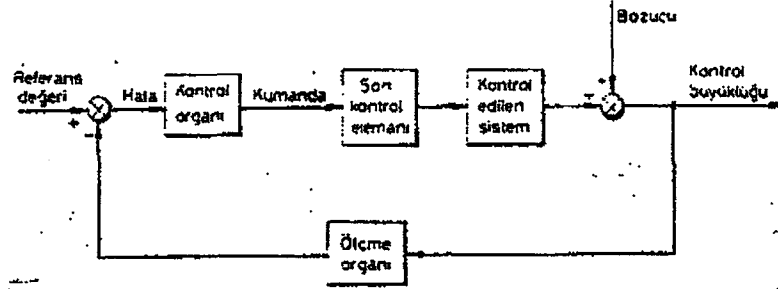 Bozucu
Referans
değeri
Hata
Kontrol
organı
Kumanda
Son
kontrol
elemanı
Kontrol
edilen
sistem
Kontrol
büyüklüğü
+
-
+
+
Ölçme
organı